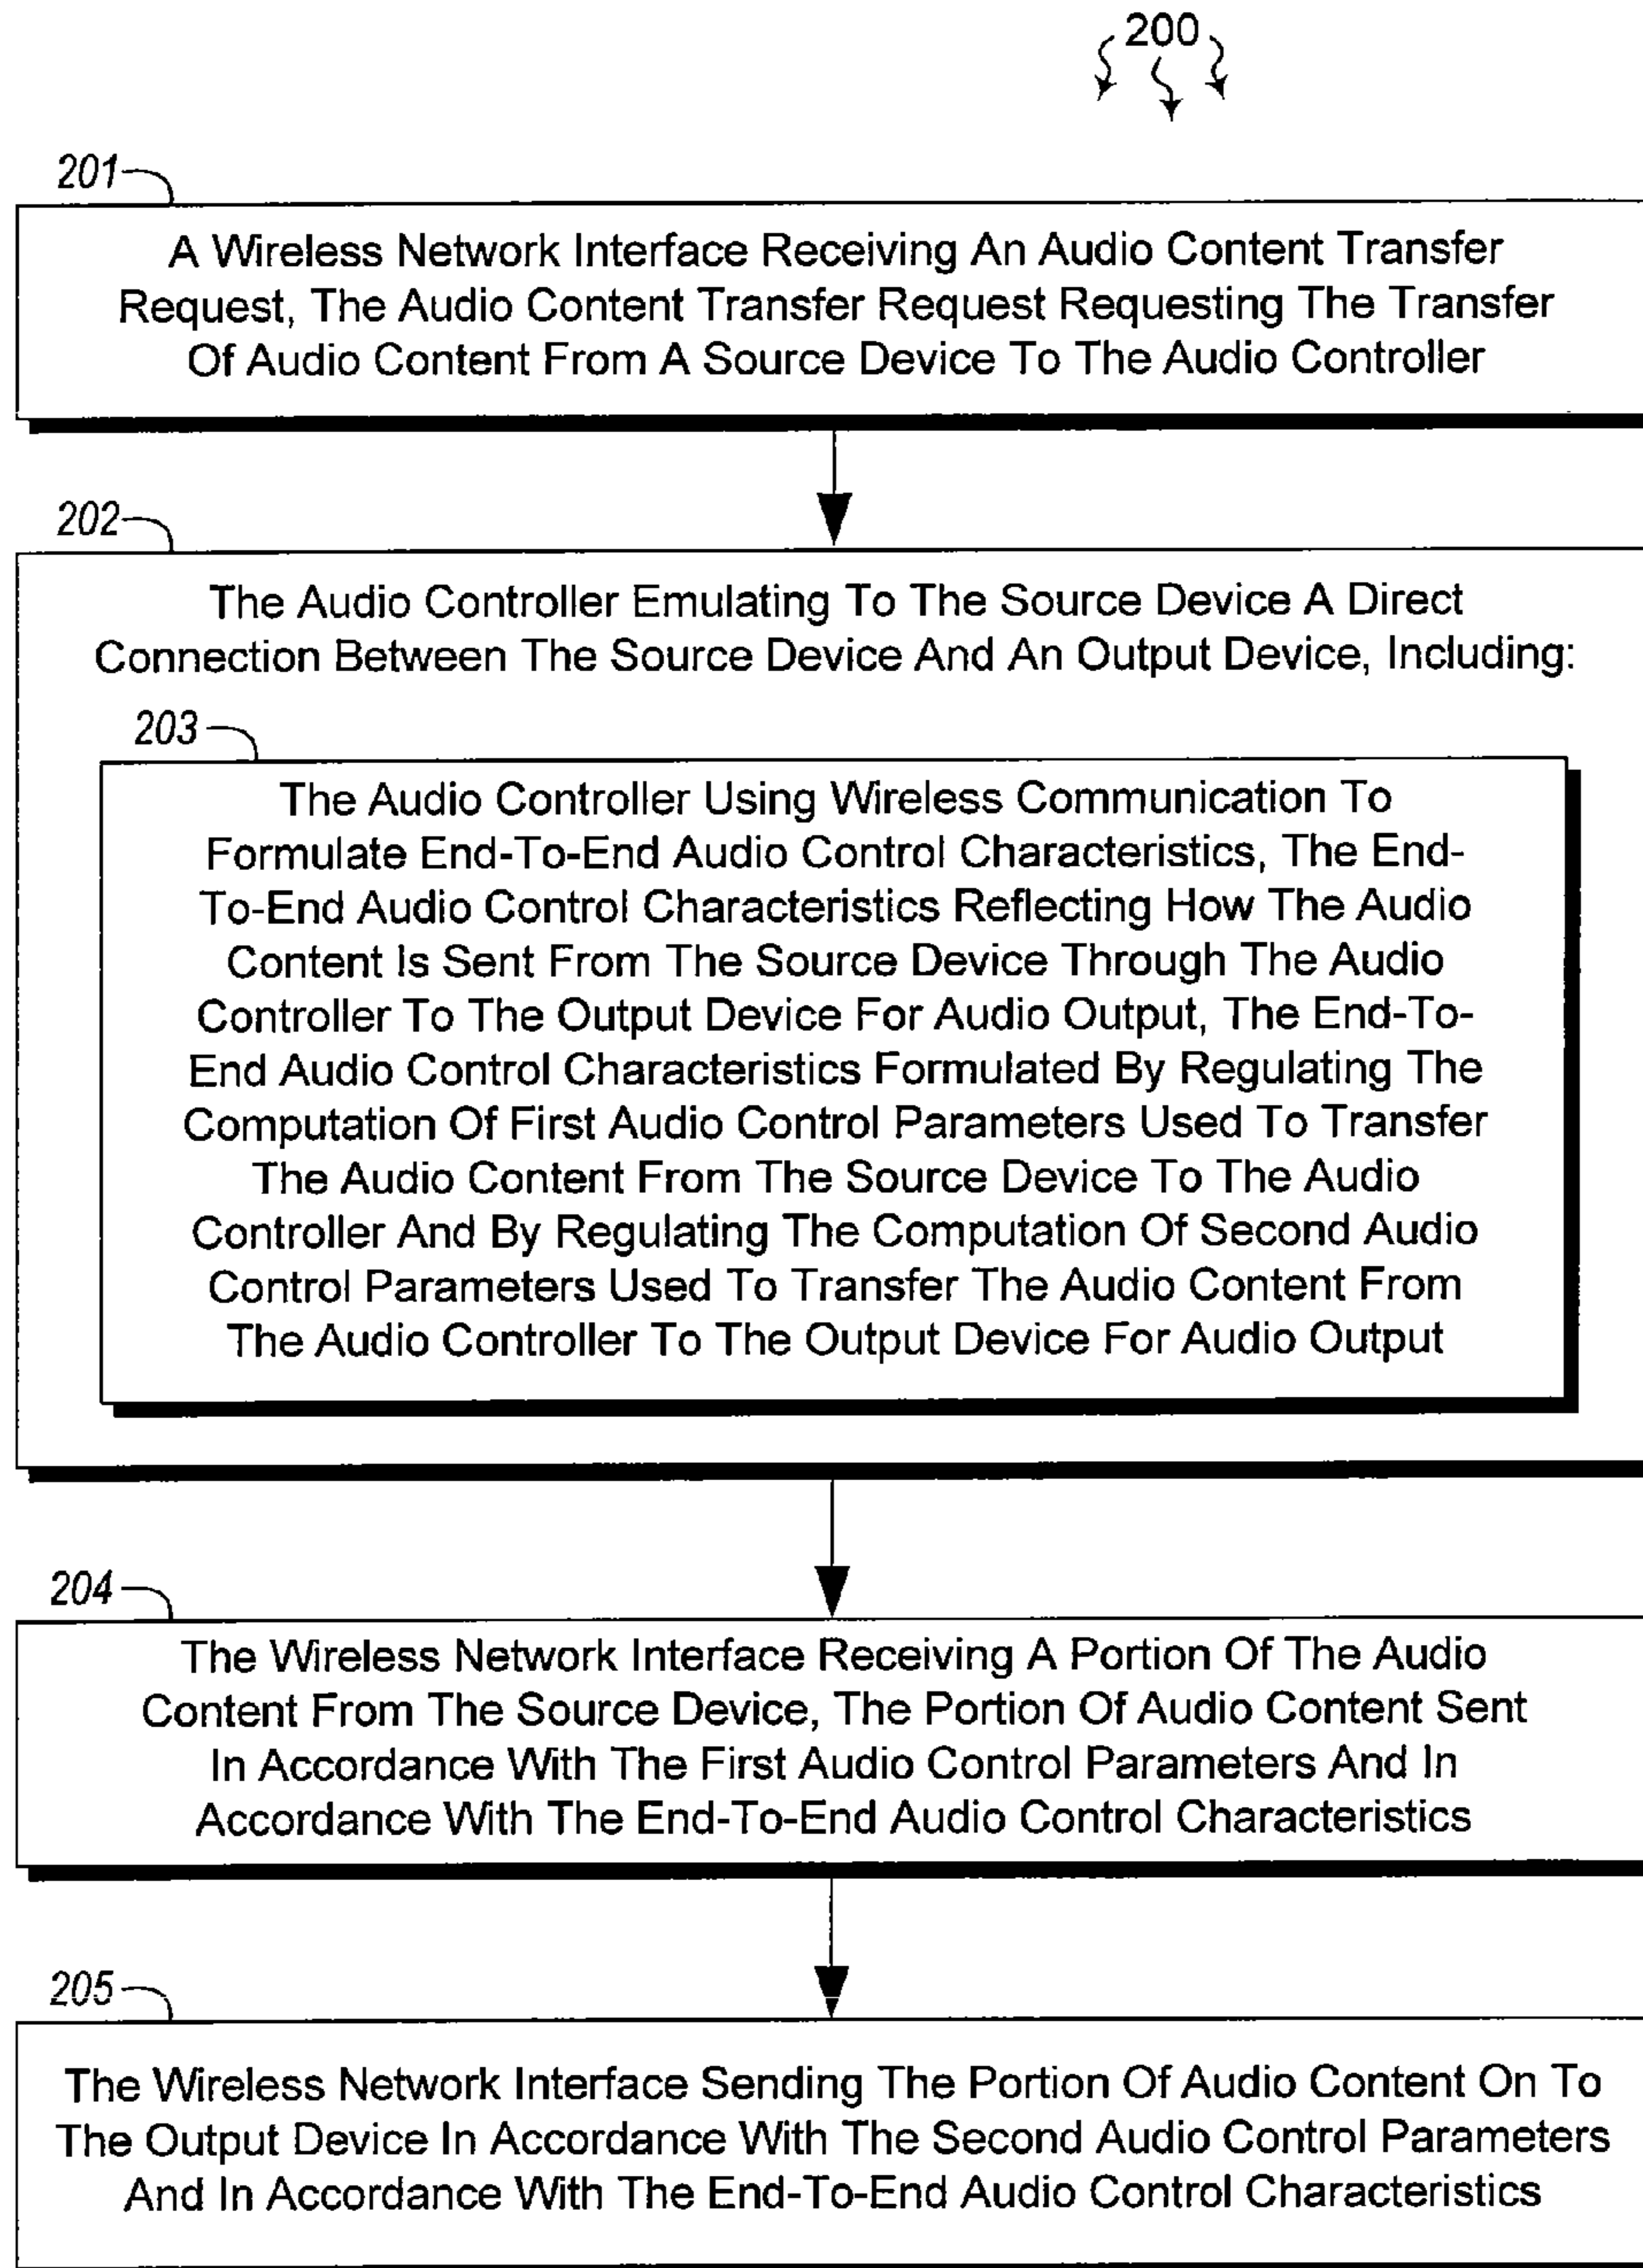 200
201
A Wireless Network Interface Receiving An Audio Content Transfer
Request, The Audio Content Transfer Request Requesting The Transfer
Of Audio Content From A Source Device To The Audio Controller
202
The Audio Controller Emulating To The Source Device A Direct
Connection Between The Source Device And An Output Device, Including:
203
The Audio Controller Using Wireless Communication To
Formulate End-To-End Audio Control Characteristics, The End-
To-End Audio Control Characteristics Reflecting How The Audio
Content Is Sent From The Source Device Through The Audio
Controller To The Output Device For Audio Output, The End-To-
End Audio Control Characteristics Formulated By Regulating The
Computation Of First Audio Control Parameters Used To Transfer
The Audio Content From The Source Device To The Audio
Controller And By Regulating The Computation Of Second Audio
Control Parameters Used To Transfer The Audio Content From
The Audio Controller To The Output Device For Audio Output
204
The Wireless Network Interface Receiving A Portion Of The Audio
Content From The Source Device, The Portion Of Audio Content Sent
In Accordance With The First Audio Control Parameters And In
Accordance With The End-To-End Audio Control Characteristics
205
The Wireless Network Interface Sending The Portion Of Audio Content On To
The Output Device In Accordance With The Second Audio Control Parameters
And In Accordance With The End-To-End Audio Control Characteristics